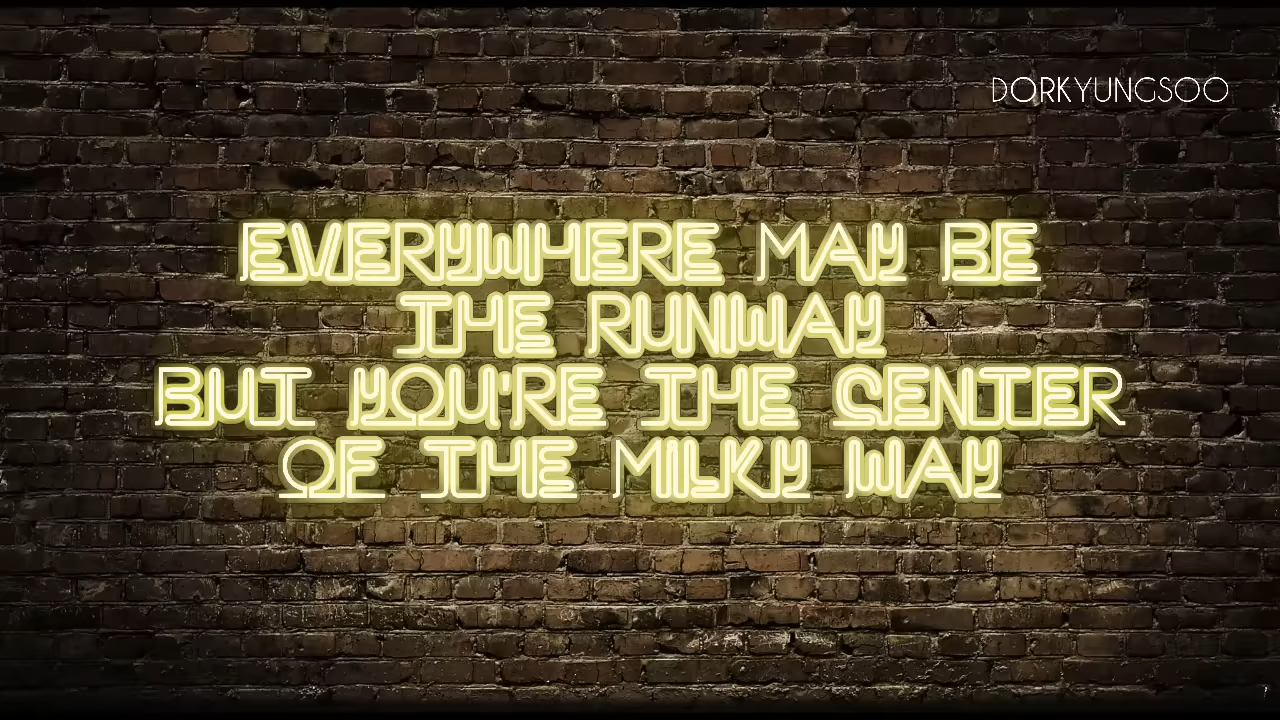 DORKYUNGSOO
EVERYWHERE MAY BE
THE RUNWAY
BUT YOU'RE THE CENTER
OF THE MILKY WAY